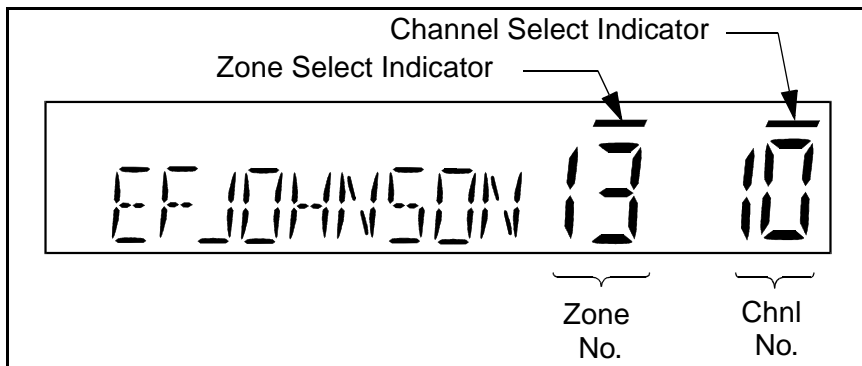 Channel Select Indicator
Zone Select Indicator
EFJOHNSON 13 10
Zone No.
Chnl No.